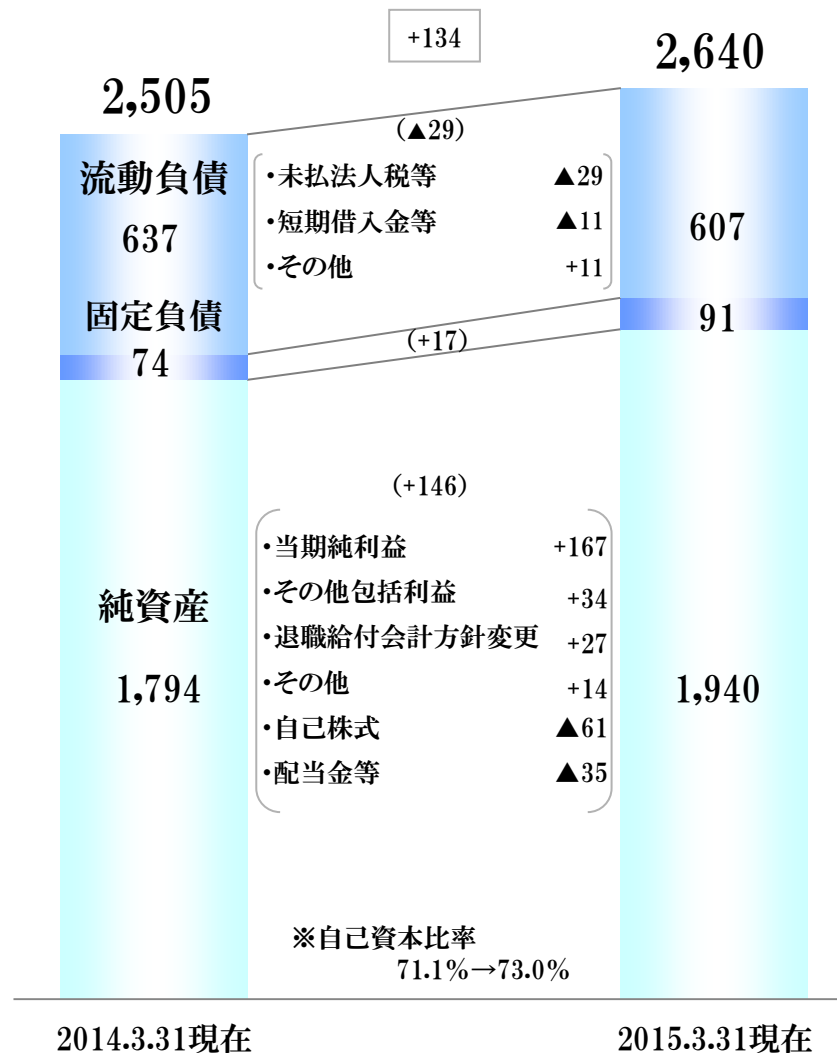 +134
2,505
2,640
(▲29)
流動負債
637
・未払法人税等 ▲29
・短期借入金等 ▲11
・その他 +11
607
固定負債
74
(+17)
91
(+146)
純資産
1,794
・当期純利益 +167
・その他包括利益 +34
・退職給付会計方針変更 +27
・その他 +14
・自己株式 ▲61
・配当金等 ▲35
1,940
※自己資本比率
71.1%→73.0%
2014.3.31現在
2015.3.31現在